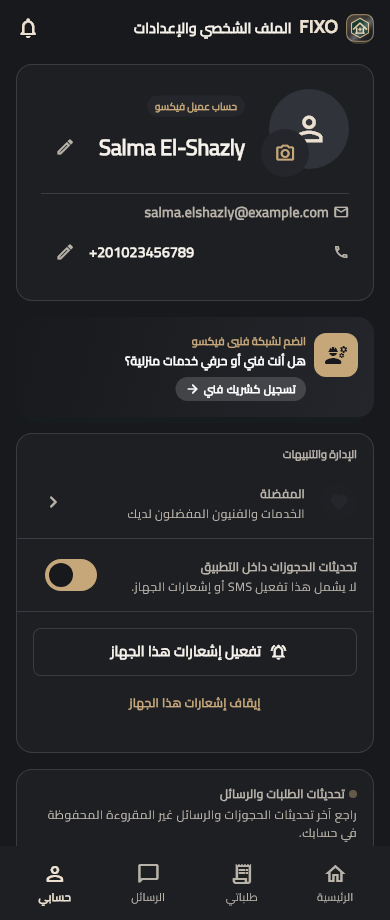 FIXO الملف الشخصي والإعدادات
حساب عميل فيكسو
Salma El-Shazly
salma.elshazly@example.com
+201023456789
انضم لشبكة فنيي فيكسو
هل أنت فني أو حرفي خدمات منزلية؟
تسجيل كشريك فني →
الإدارة والتنبيهات
المفضلة
الخدمات والفنيون المفضلون لديك
تحديثات الحجوزات داخل التطبيق
لا يشمل هذا تفعيل SMS أو إشعارات الجهاز.
تفعيل إشعارات هذا الجهاز
إيقاف إشعارات هذا الجهاز
تحديثات الطلبات والرسائل
راجع آخر تحديثات الحجوزات والرسائل غير المقروءة المحفوظة
في حسابك.
الرئيسية
طلباتي
الرسائل
حسابي